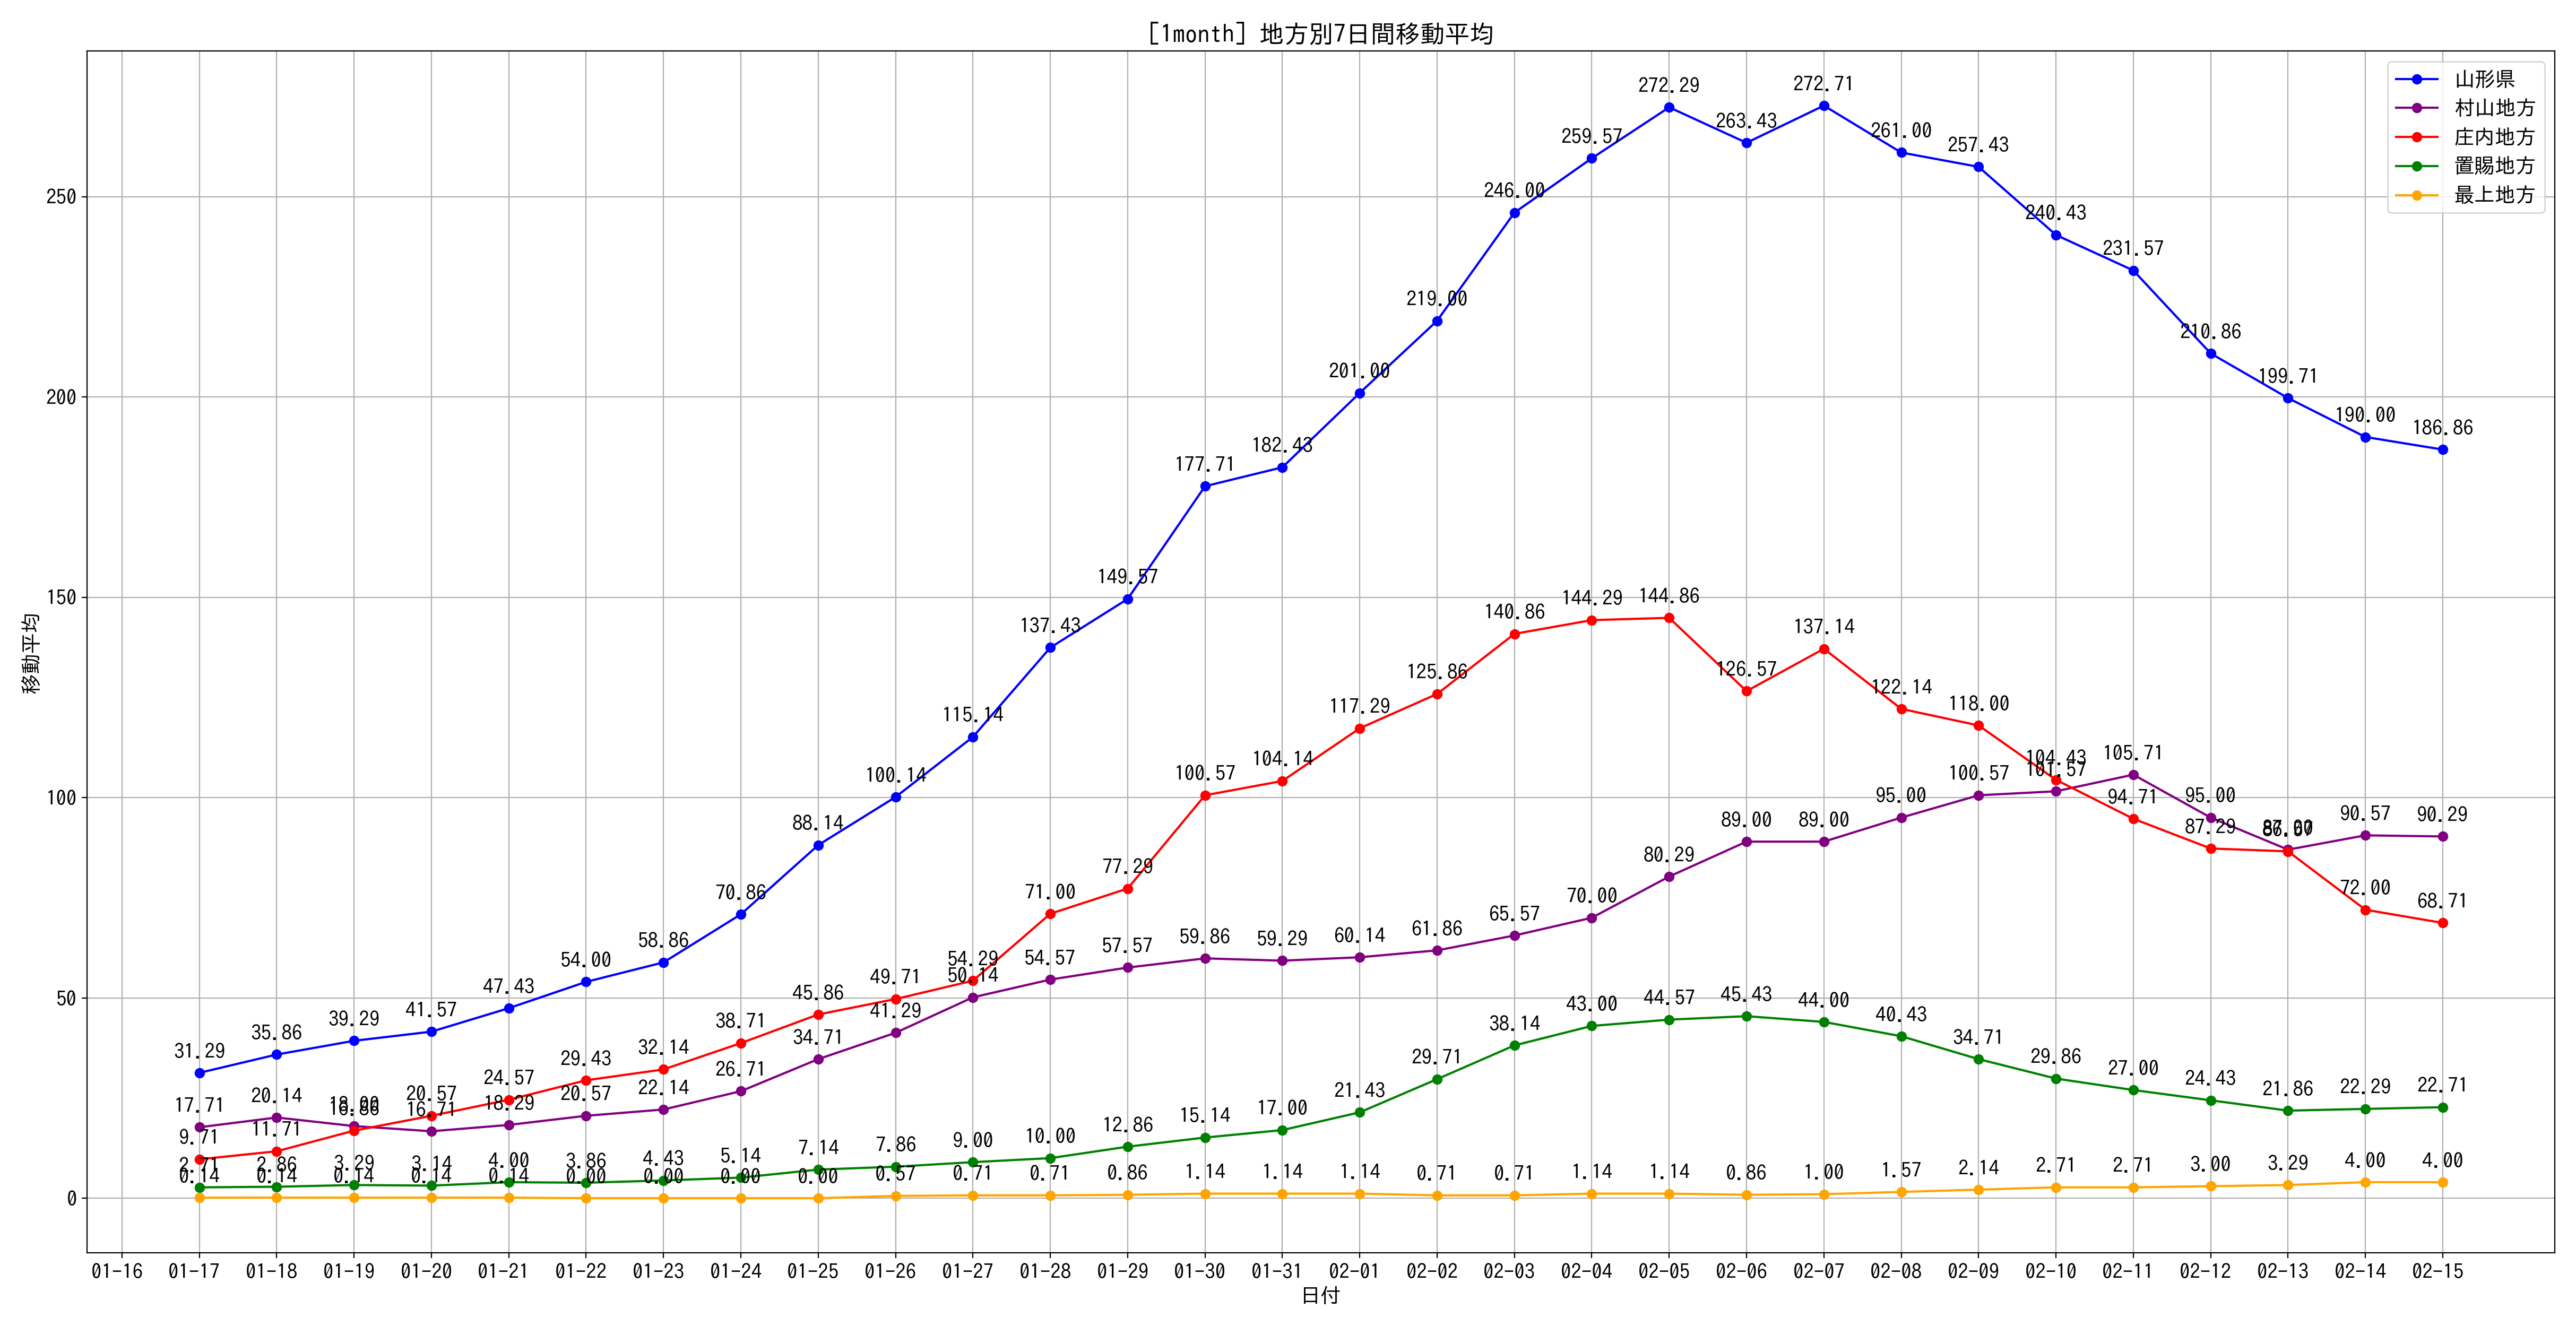 [1month] 地方別7日間移動平均
山形県
村山地方
庄内地方
置賜地方
最上地方
移動平均
250
200
150
100
50
0
31.29 35.86 39.29 41.57 47.43 54.00 58.86 70.86 88.14 100.14 115.14 137.43 149.57 177.71 182.43 201.00 219.00 246.00 259.57 272.29 263.43 272.71 261.00 257.43 240.43 231.57 210.86 199.71 190.00 186.86
17.71 20.14 18.00 16.71 18.29 20.57 22.14 26.71 34.71 41.29 50.14 54.57 57.57 59.86 59.29 60.14 61.86 65.57 70.00 80.29 89.00 89.00 95.00 100.57 101.57 105.71 95.00 87.00 90.57 90.29
9.71 11.71 16.86 20.57 24.57 29.43 32.14 38.71 45.86 49.71 54.29 71.00 77.29 100.57 104.14 117.29 125.86 140.86 144.29 144.86 126.57 137.14 122.14 118.00 104.43 94.71 87.29 86.57 72.00 68.71
2.71 2.86 3.29 3.14 4.00 3.86 4.43 5.14 7.14 7.86 9.00 10.00 12.86 15.14 17.00 21.43 29.71 38.14 43.00 44.57 45.43 44.00 40.43 34.71 29.86 27.00 24.43 21.86 22.29 22.71
0.14 0.14 0.14 0.14 0.14 0.00 0.00 0.00 0.00 0.57 0.71 0.71 0.86 1.14 1.14 1.14 0.71 0.71 1.14 1.14 0.86 1.00 1.57 2.14 2.71 2.71 3.00 3.29 4.00 4.00
01-16 01-17 01-18 01-19 01-20 01-21 01-22 01-23 01-24 01-25 01-26 01-27 01-28 01-29 01-30 01-31 02-01 02-02 02-03 02-04 02-05 02-06 02-07 02-08 02-09 02-10 02-11 02-12 02-13 02-14 02-15
日付